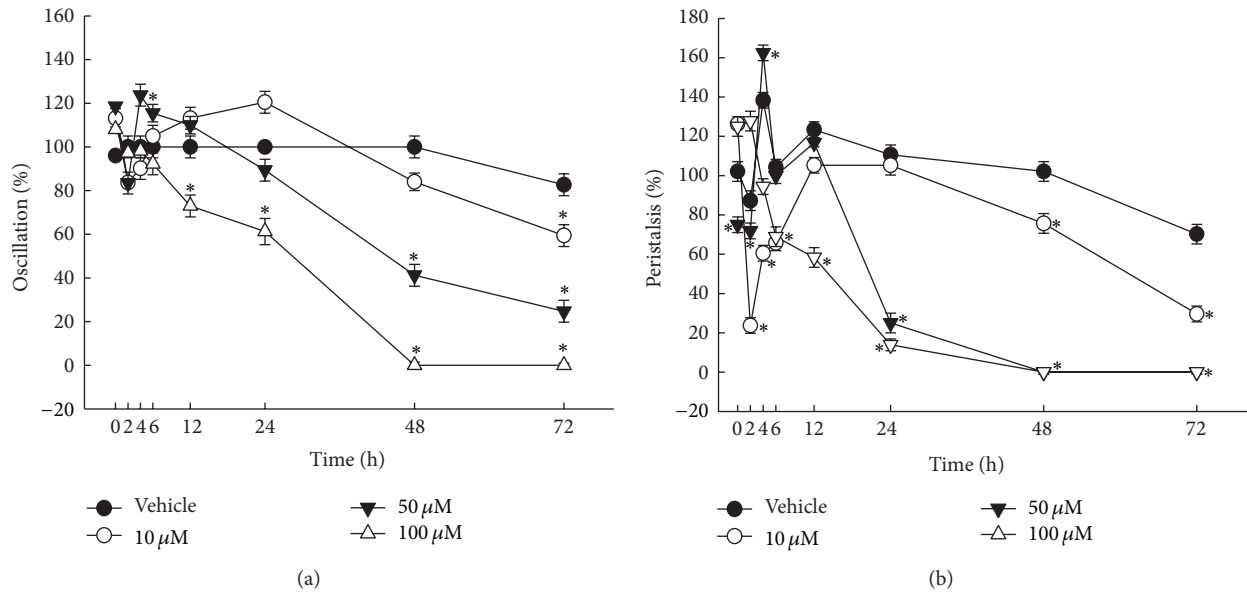 160
140
120
100
80
60
40
20
0
−20
Oscillation (%)
0 2 4 6 12 24 48 72
Time (h)
* * * * * * * * *
Vehicle
10 μM
50 μM
100 μM
(a)
180
160
140
120
100
80
60
40
20
0
−20
Peristalsis (%)
0 2 4 6 12 24 48 72
Time (h)
* * * * * * * * * * * * *
Vehicle
10 μM
50 μM
100 μM
(b)